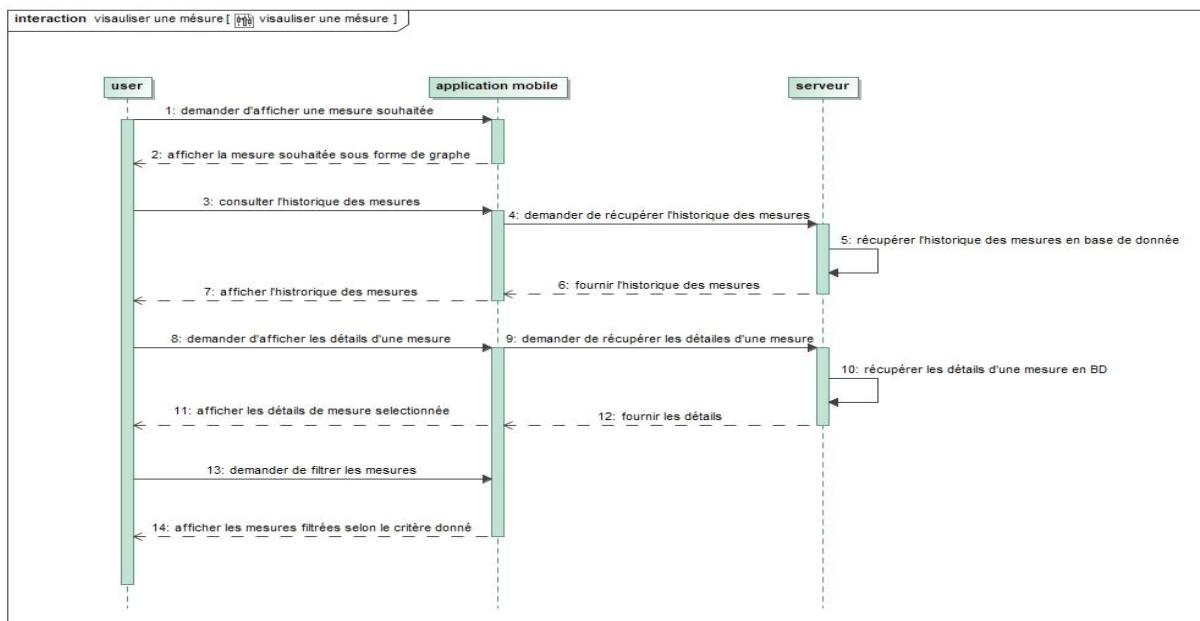 interaction visauliser une mésure [ visauliser une mésure ]
user
application mobile
serveur
1: demander d'afficher une mesure souhaitée
2: afficher la mesure souhaitée sous forme de graphe
3: consulter l'historique des mesures
4: demander de récupérer l'historique des mesures
5: récupérer l'historique des mesures en base de donnée
6: fournir l'historique des mesures
7: afficher l'histrorique des mesures
8: demander d'afficher les détails d'une mesure
9: demander de récupérer les détailes d'une mesure
10: récupérer les détails d'une mesure en BD
11: afficher les détails de mesure selectionnée
12: fournir les détails
13: demander de filtrer les mesures
14: afficher les mesures filtrées selon le critère donné